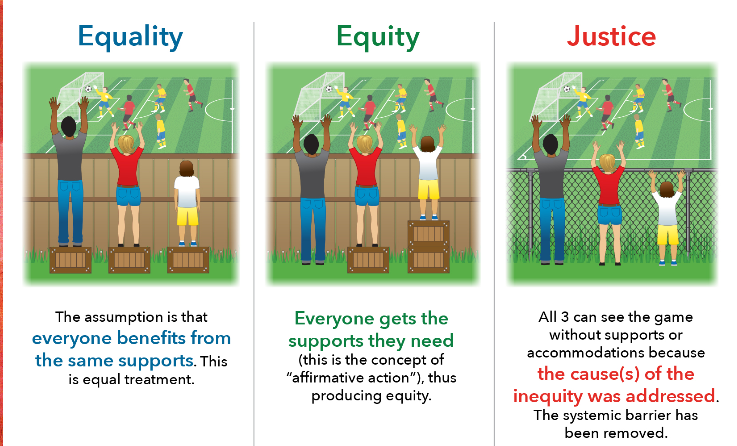 Equality
The assumption is that
everyone benefits from
the same supports. This
is equal treatment.
Equity
Everyone gets the
supports they need
(this is the concept of
“affirmative action”), thus
producing equity.
Justice
All 3 can see the game
without supports or
accommodations because
the cause(s) of the
inequity was addressed.
The systemic barrier has
been removed.